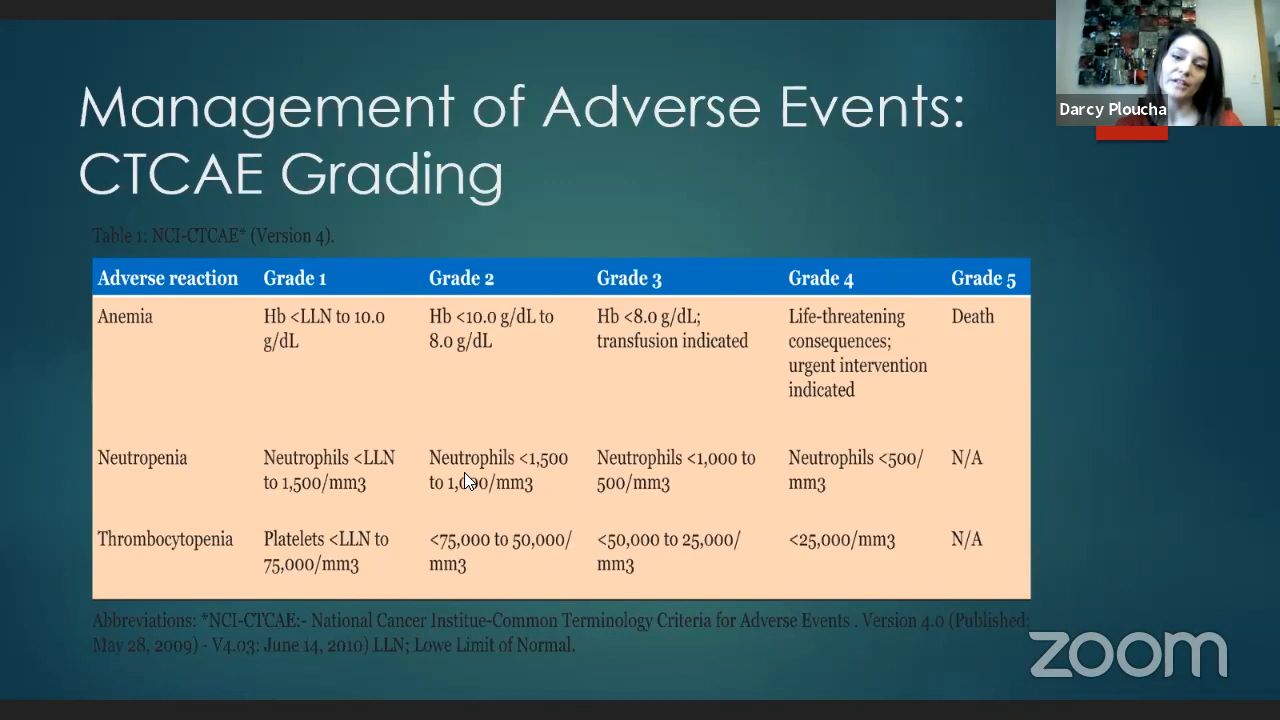 Darcy Ploucha
Management of Adverse Events:
CTCAE Grading
Table 1: NCI-CTCAE* (Version 4).
Adverse reaction Grade 1 Grade 2 Grade 3 Grade 4 Grade 5
Anemia
Hb <LLN to 10.0
g/dL
Hb <10.0 g/dL to
8.0 g/dL
Hb <8.0 g/dL;
transfusion indicated
Life-threatening
consequences;
urgent intervention
indicated
Death
Neutropenia
Neutrophils <LLN
to 1,500/mm3
Neutrophils <1,500
to 1,000/mm3
Neutrophils <1,000 to
500/mm3
Neutrophils <500/
mm3
N/A
Thrombocytopenia
Platelets <LLN to
75,000/mm3
<75,000 to 50,000/
mm3
<50,000 to 25,000/
mm3
<25,000/mm3
N/A
Abbreviations: *NCI-CTCAE:- National Cancer Institue-Common Terminology Criteria for Adverse Events . Version 4.0 (Published:
May 28, 2009) - V4.03: June 14, 2010) LLN; Lowe Limit of Normal.
zoom